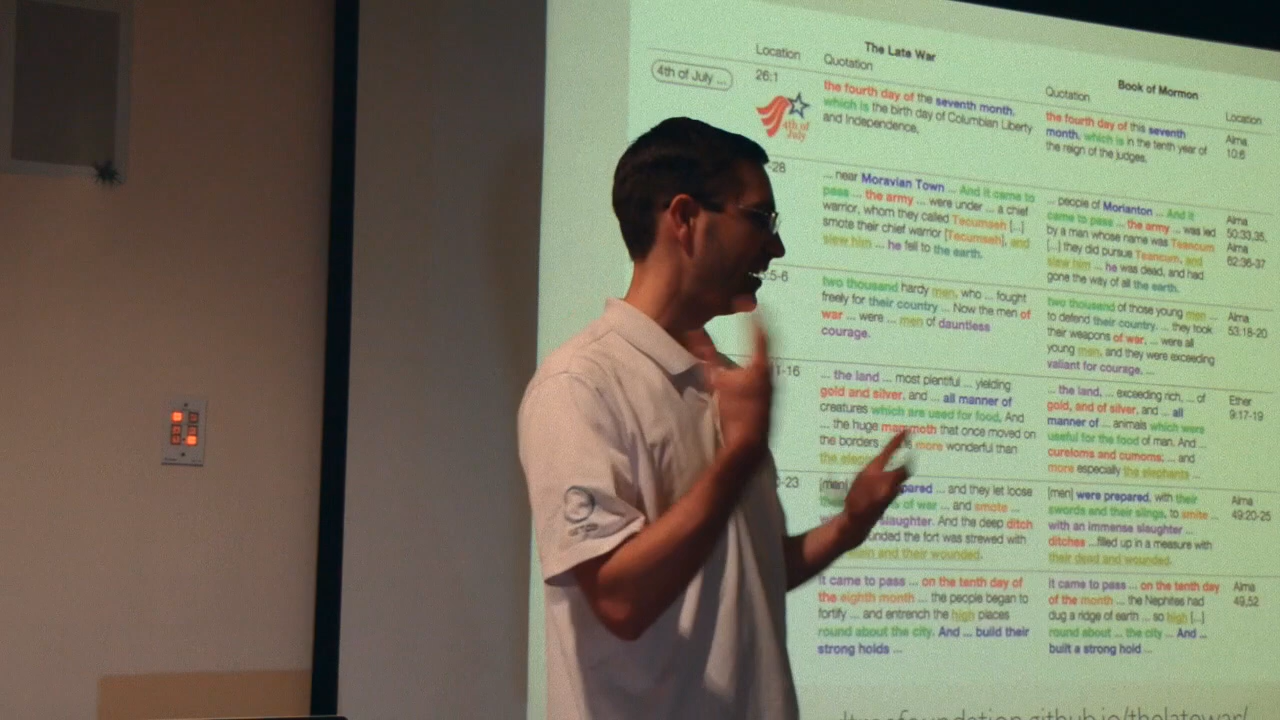 Location
The Late War
Quotation
Book of Mormon
Quotation
Location
4th of July ...
26:1
4th of
July
the fourth day of the seventh month,
which is the birth day of Columbian Liberty
and Independence,
the fourth day of this seventh
month, which is in the tenth year of
the reign of the judges.
Alma
10:6
-28
... near Moravian Town ... And it came to
pass ... the army ... were under ... a chief
warrior, whom they called Tecumseh [...]
smote their chief warrior [Tecumseh], and
slew him ... he fell to the earth.
... people of Morianton ... And it
came to pass ... the army ... was led
by a man whose name was Teancum
[...] they did pursue Teancum, and
slew him ... he was dead, and had
gone the way of all the earth.
Alma
50:33,35,
Alma
62:36-37
:5-6
two thousand hardy men, who ... fought
freely for their country ... Now the men of
war ... were ... men of dauntless
courage.
two thousand of those young men ...
to defend their country. ... they took
their weapons of war, ... were all
young men, and they were exceeding
valiant for courage, ...
Alma
53:18-20
1-16
... the land ... most plentiful ... yielding
gold and silver, and ... all manner of
creatures which are used for food, And
... the huge mammoth that once moved on
the borders more wonderful than
the
... the land, ... exceeding rich, ... of
gold, and of silver, and ... all
manner of ... animals which were
useful for the food of man. And ...
cureloms and cumoms; ... and
more especially the elephants ...
Ether
9:17-19
-23
[men] pared ... and they let loose
s of war ... and smote ...
slaughter. And the deep ditch
unded the fort was strewed with
and their wounded.
[men] were prepared, with their
swords and their slings, to smite ...
with an immense slaughter ...
ditches ...filled up in a measure with
their dead and wounded.
Alma
49:20-25
it came to pass ... on the tenth day of
the eighth month ... the people began to
fortify ... and entrench the high places
round about the city. And ... build their
strong holds ...
it came to pass ... on the tenth day
of the month ... the Nephites had
dug a ridge of earth ... so high [...]
round about ... the city ... And ...
built a strong hold ...
Alma
49,52
foundation.github.io/thelatewar/